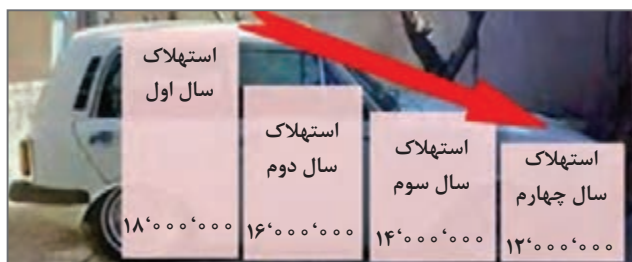 استهلاک
سال اول
۱۸٬۰۰۰٬۰۰۰
استهلاک
سال دوم
۱۶٬۰۰۰٬۰۰۰
استهلاک
سال سوم
۱۴٬۰۰۰٬۰۰۰
استهلاک
سال چهارم
۱۲٬۰۰۰٬۰۰۰